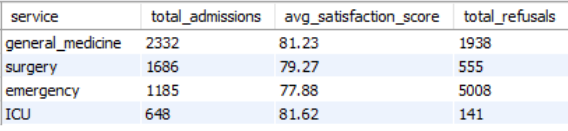 service total_admissions avg_satisfaction_score total_refusals
general_medicine 2332 81.23 1938
surgery 1686 79.27 555
emergency 1185 77.88 5008
ICU 648 81.62 141